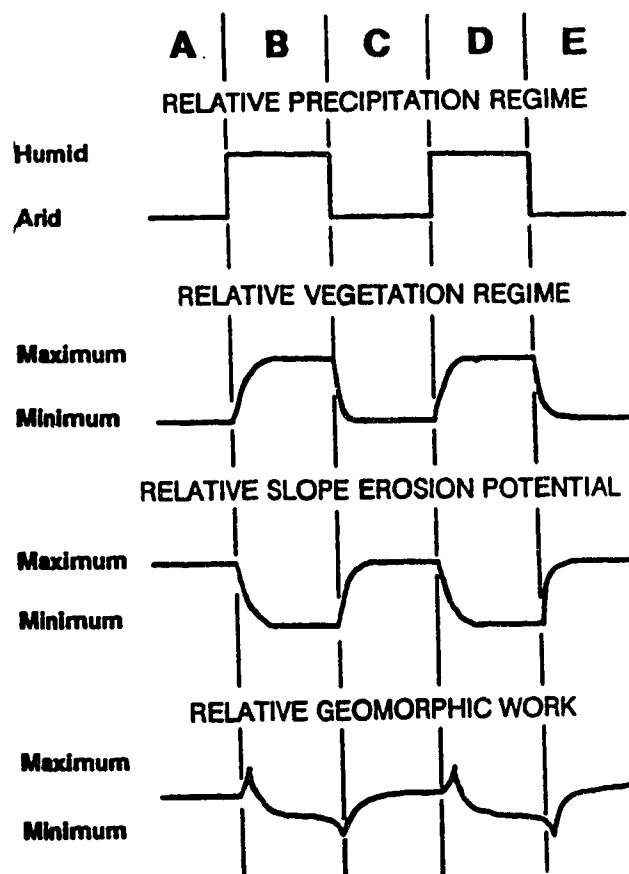 A B C D E
RELATIVE PRECIPITATION REGIME
Humid
Arid
RELATIVE VEGETATION REGIME
Maximum
Minimum
RELATIVE SLOPE EROSION POTENTIAL
Maximum
Minimum
RELATIVE GEOMORPHIC WORK
Maximum
Minimum